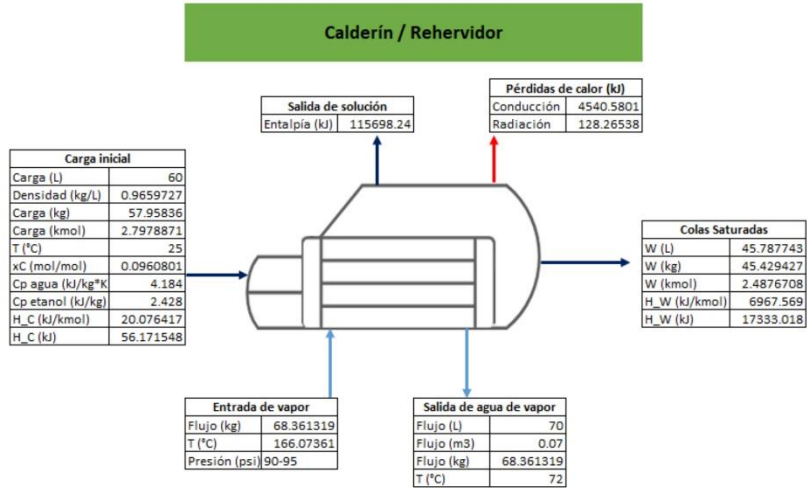 Calderín / Rehervidor
Salida de solución
Entalpía (kJ) 115698.24
Pérdidas de calor (kJ)
Conducción 4540.5801
Radiación 128.26538
Carga inicial
Carga (L) 60
Densidad (kg/L) 0.9659727
Carga (kg) 57.95836
Carga (kmol) 2.7978871
T (°C) 25
xC (mol/mol) 0.0960801
Cp agua (kJ/kg*K 4.184
Cp etanol (kJ/kg) 2.428
H_C (kJ/kmol) 20.076417
H_C (kJ) 56.171548
Colas Saturadas
W (L) 45.787743
W (kg) 45.429427
W (kmol) 2.4876708
H_W (kJ/kmol) 6967.569
H_W (kJ) 17333.018
Entrada de vapor
Flujo (kg) 68.361319
T (°C) 166.07361
Presión (psi) 90-95
Salida de agua de vapor
Flujo (L) 70
Flujo (m3) 0.07
Flujo (kg) 68.361319
T (°C) 72